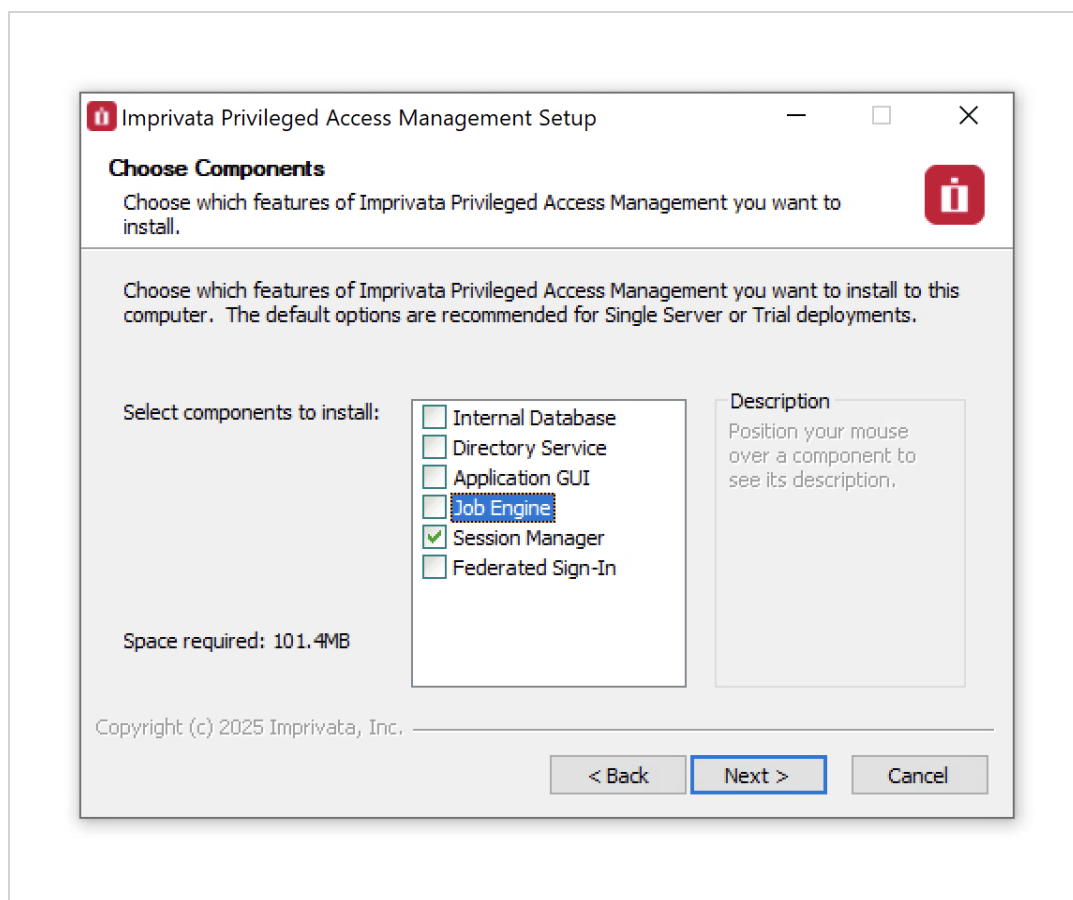 Imprivata Privileged Access Management Setup
Choose Components
Choose which features of Imprivata Privileged Access Management you want to
install.
Choose which features of Imprivata Privileged Access Management you want to install to this
computer.  The default options are recommended for Single Server or Trial deployments.
Select components to install:
Internal Database
Directory Service
Application GUI
Job Engine
Session Manager
Federated Sign-In
Description
Position your mouse
over a component to
see its description.
Space required: 101.4MB
Copyright (c) 2025 Imprivata, Inc.
< Back
Next >
Cancel